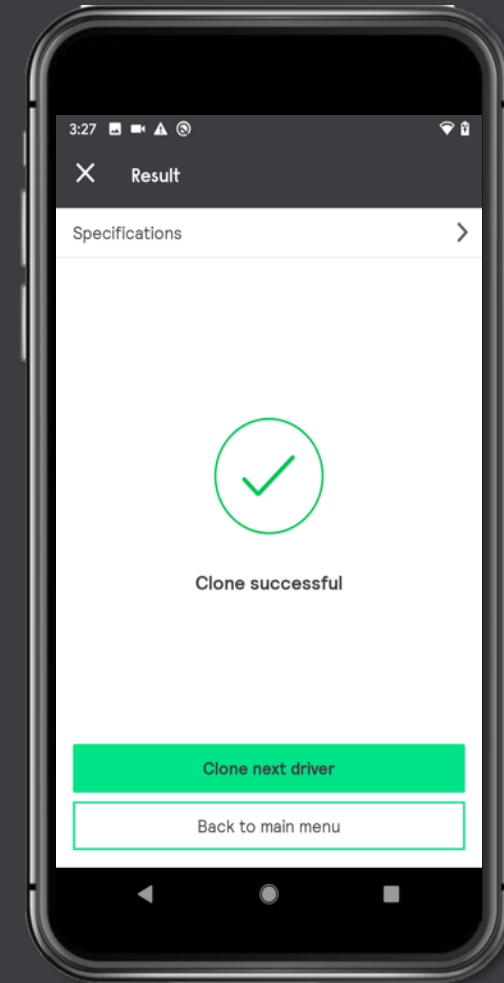 3:27
Result
Specifications
Clone successful
Clone next driver
Back to main menu